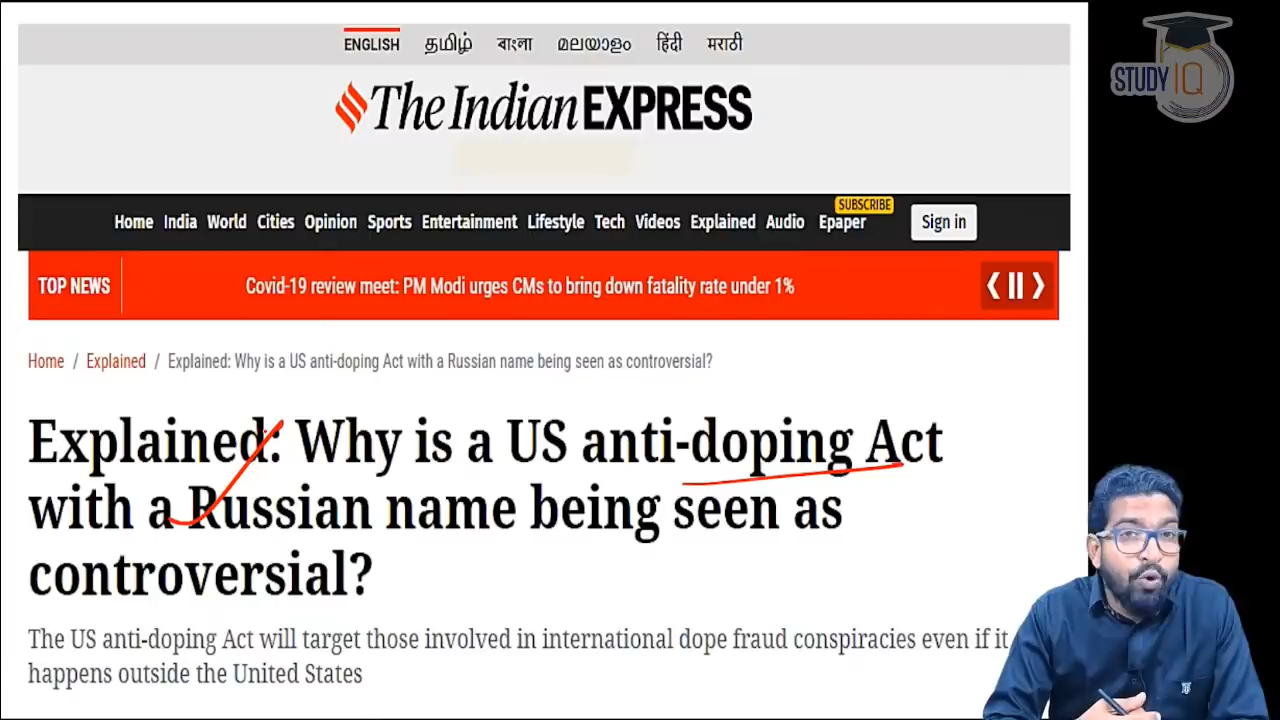 ENGLISH தமிழ் বাংলা മലയാളം हिंदी मराठी
STUDY IQ
The Indian EXPRESS
SUBSCRIBE
Home India World Cities Opinion Sports Entertainment Lifestyle Tech Videos Explained Audio Epaper Sign in
TOP NEWS Covid-19 review meet: PM Modi urges CMs to bring down fatality rate under 1%
Home / Explained / Explained: Why is a US anti-doping Act with a Russian name being seen as controversial?
Explained: Why is a US anti-doping Act
with a Russian name being seen as
controversial?
The US anti-doping Act will target those involved in international dope fraud conspiracies even if it
happens outside the United States